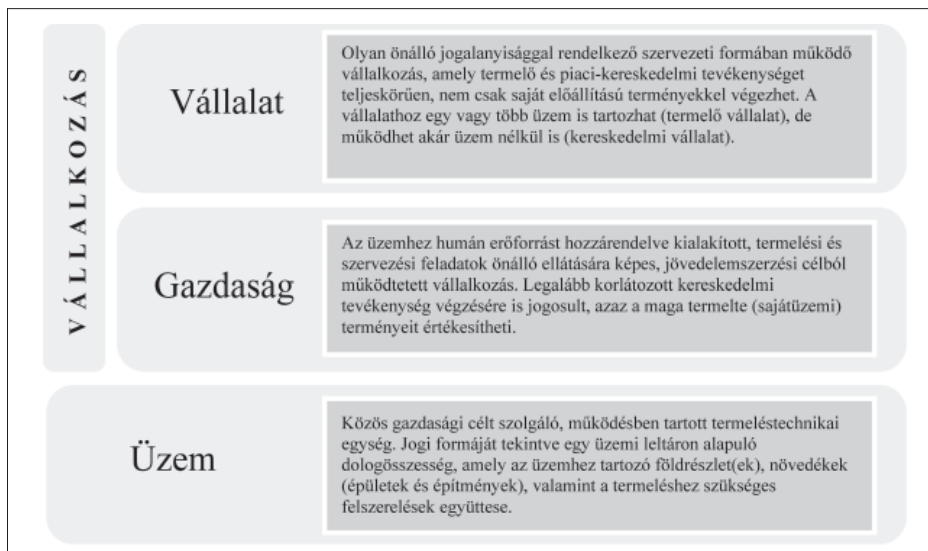 VÁLLALKOZÁS
Vállalat
Olyan önálló jogalanyisággal rendelkező szervezeti formában működő
vállalkozás, amely termelő és piaci-kereskedelmi tevékenységet
teljeskörűen, nem csak saját előállítású terményekkel végezhet. A
vállalathoz egy vagy több üzem is tartozhat (termelő vállalat), de
működhet akár üzem nélkül is (kereskedelmi vállalat).
Gazdaság
Az üzemhez humán erőforrást hozzárendelve kialakított, termelési és
szervezési feladatok önálló ellátására képes, jövedelemszerzési célból
működtetett vállalkozás. Legalább korlátozott kereskedelmi
tevékenység végzésére is jogosult, azaz a maga termelte (sajátüzemi)
terményeit értékesítheti.
Üzem
Közös gazdasági célt szolgáló, működésben tartott termeléstechnikai
egység. Jogi formáját tekintve egy üzemi leltáron alapuló
dologösszesség, amely az üzemhez tartozó földrészlet(ek), növedékek
(épületek és építmények), valamint a termeléshez szükséges
felszerelések együttese.